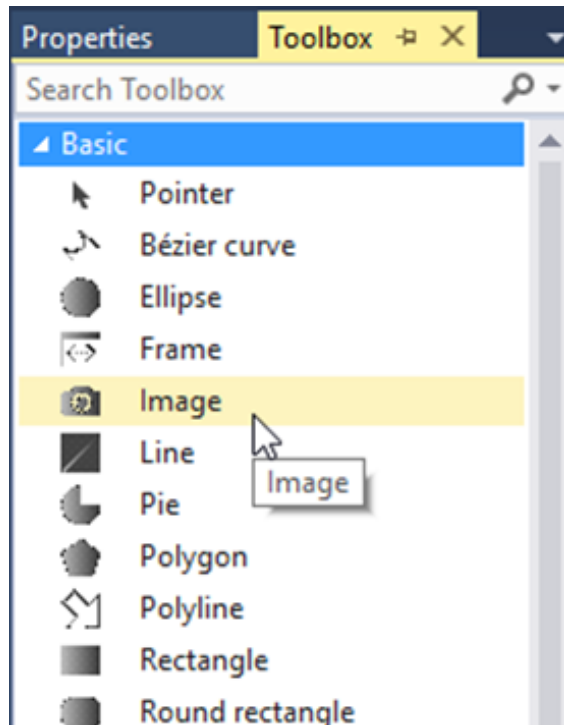 Properties Toolbox
Search Toolbox
Basic
Pointer
Bézier curve
Ellipse
Frame
Image
Line
Image
Pie
Polygon
Polyline
Rectangle
Round rectangle